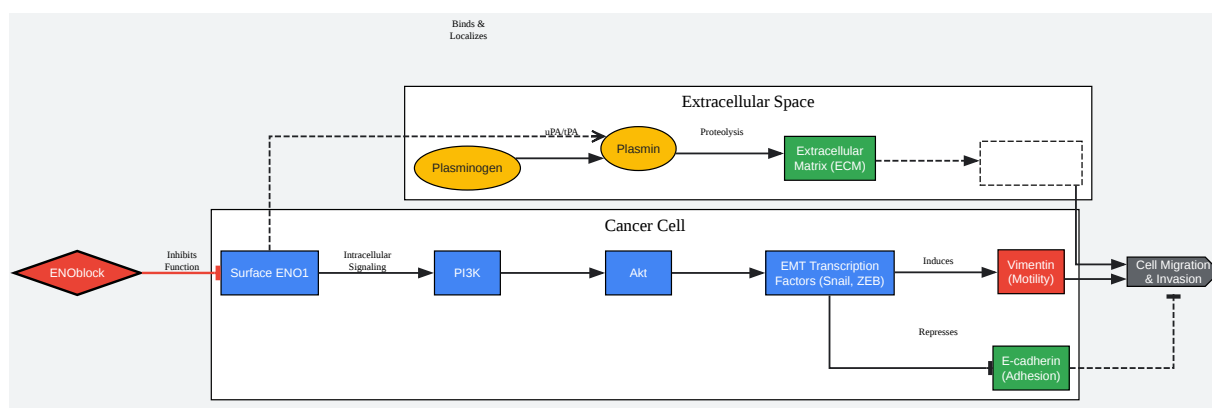 Binds &
Localizes
Extracellular Space
uPA/tPA
Proteolysis
Plasminogen
Plasmin
Extracellular
Matrix (ECM)
Cancer Cell
ENOblock
Inhibits
Function
Surface ENO1
Intracellular
Signaling
PI3K
Akt
EMT Transcription
Factors (Snail, ZEB)
Induces
Vimentin
(Motility)
Cell Migration
& Invasion
Represses
E-cadherin
(Adhesion)